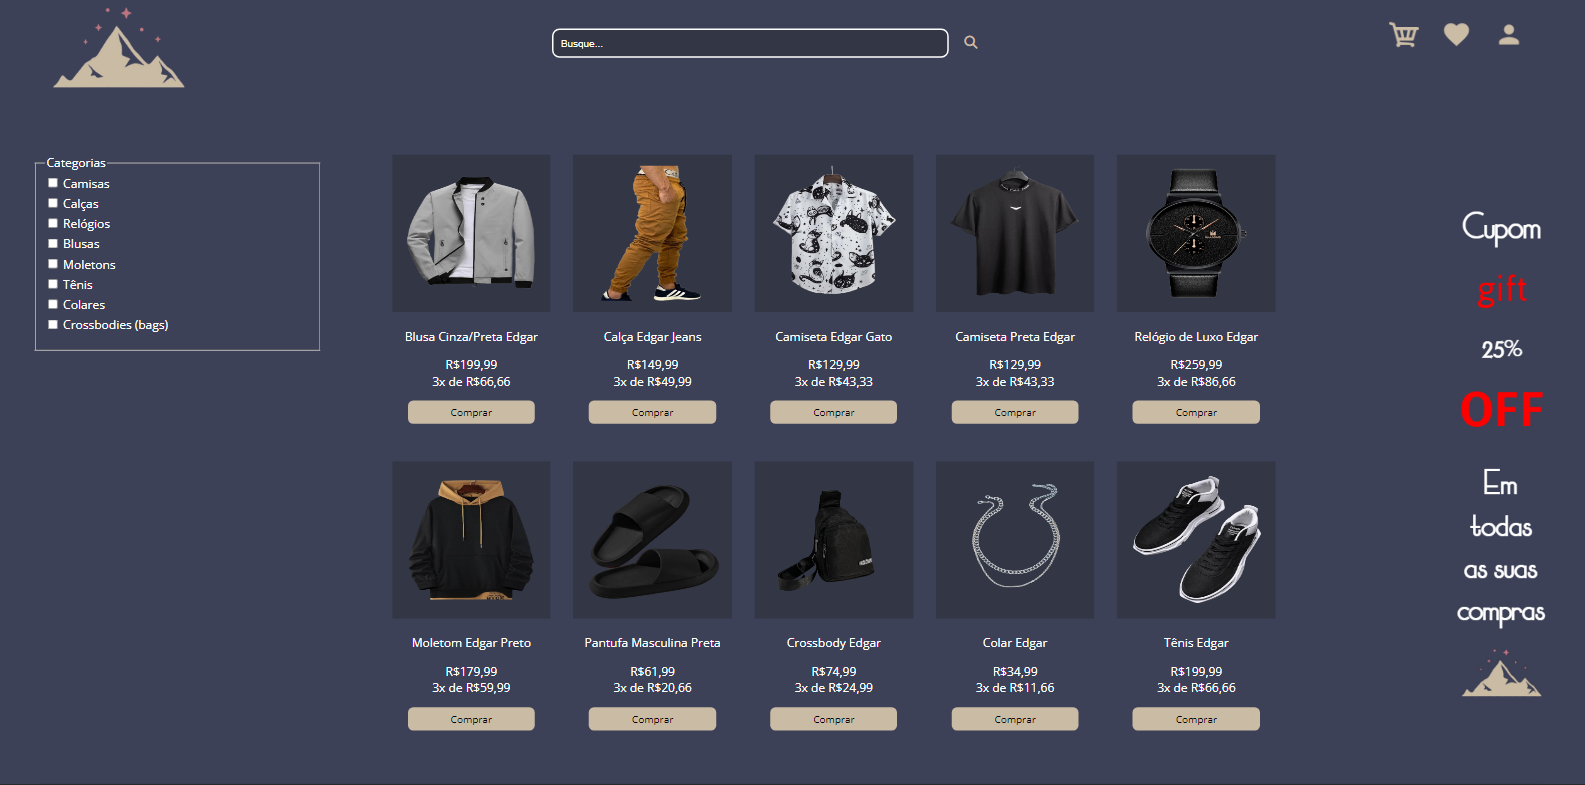 Busque...
Categorias
Camisas
Calças
Relógios
Blusas
Moletons
Tênis
Colares
Crossbodies (bags)
Blusa Cinza/Preta Edgar
R$199,99
3x de R$66,66
Comprar
Calça Edgar Jeans
R$149,99
3x de R$49,99
Comprar
Camiseta Edgar Gato
R$129,99
3x de R$43,33
Comprar
Camiseta Preta Edgar
R$129,99
3x de R$43,33
Comprar
Relógio de Luxo Edgar
R$259,99
3x de R$86,66
Comprar
Moletom Edgar Preto
R$179,99
3x de R$59,99
Comprar
Pantufa Masculina Preta
R$61,99
3x de R$20,66
Comprar
Crossbody Edgar
R$74,99
3x de R$24,99
Comprar
Colar Edgar
R$34,99
3x de R$11,66
Comprar
Tênis Edgar
R$199,99
3x de R$66,66
Comprar
Cupom
gift
25%
OFF
Em
todas
as suas
compras